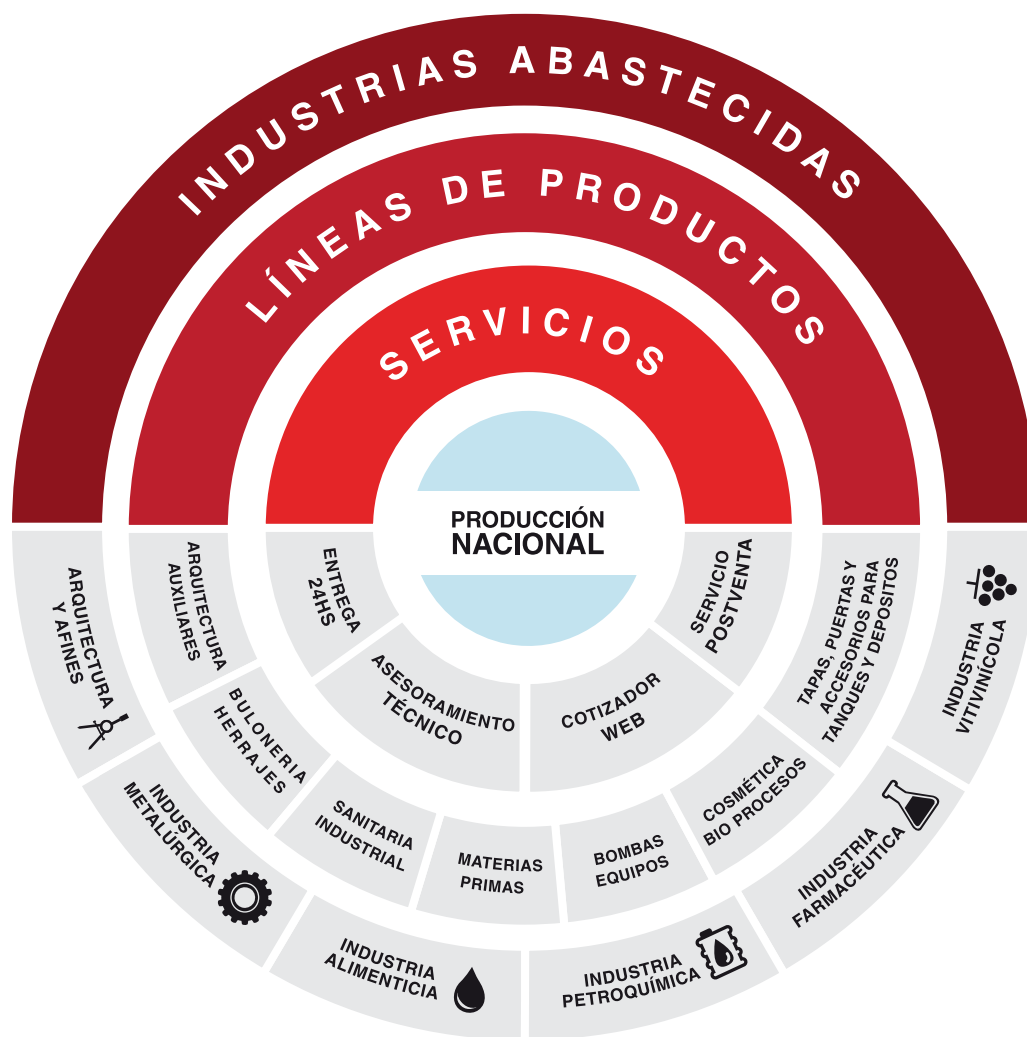 INDUSTRIAS ABASTECIDAS
LÍNEAS DE PRODUCTOS
SERVICIOS
PRODUCCIÓN
NACIONAL
ENTREGA
24HS
ASESORAMIENTO
TÉCNICO
COTIZADOR
WEB
SERVICIO
POSTVENTA
ARQUITECTURA
AUXILIARES
BULONERIA
HERRAJES
SANITARIA
INDUSTRIAL
MATERIAS
PRIMAS
BOMBAS
EQUIPOS
COSMÉTICA
BIO PROCESOS
TAPAS, PUERTAS Y
ACCESORIOS PARA
TANQUES Y DEPOSITOS
ARQUITECTURA
Y AFINES
INDUSTRIA
METALÚRGICA
INDUSTRIA
ALIMENTICIA
INDUSTRIA
PETROQUÍMICA
INDUSTRIA
FARMACÉUTICA
INDUSTRIA
VITIVINÍCOLA